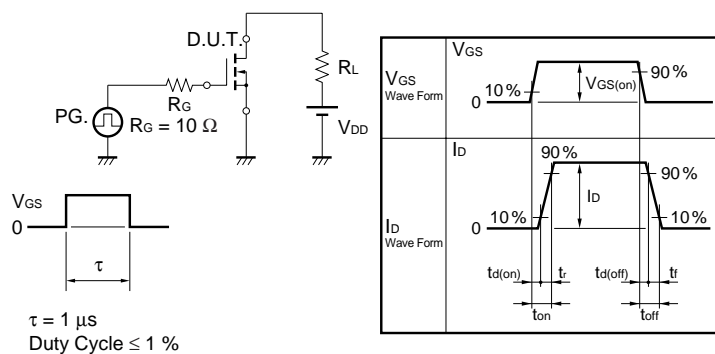 D.U.T.
RL
RG
PG.
RG = 10 Ω
VDD
VGS
0
τ
τ = 1 μs
Duty Cycle ≤ 1 %
VGS
Wave Form
VGS
10 %
VGS(on)
90 %
0
ID
Wave Form
ID
90 %
90 %
ID
10 %
10 %
0
td(on)
tr
td(off)
tf
ton
toff